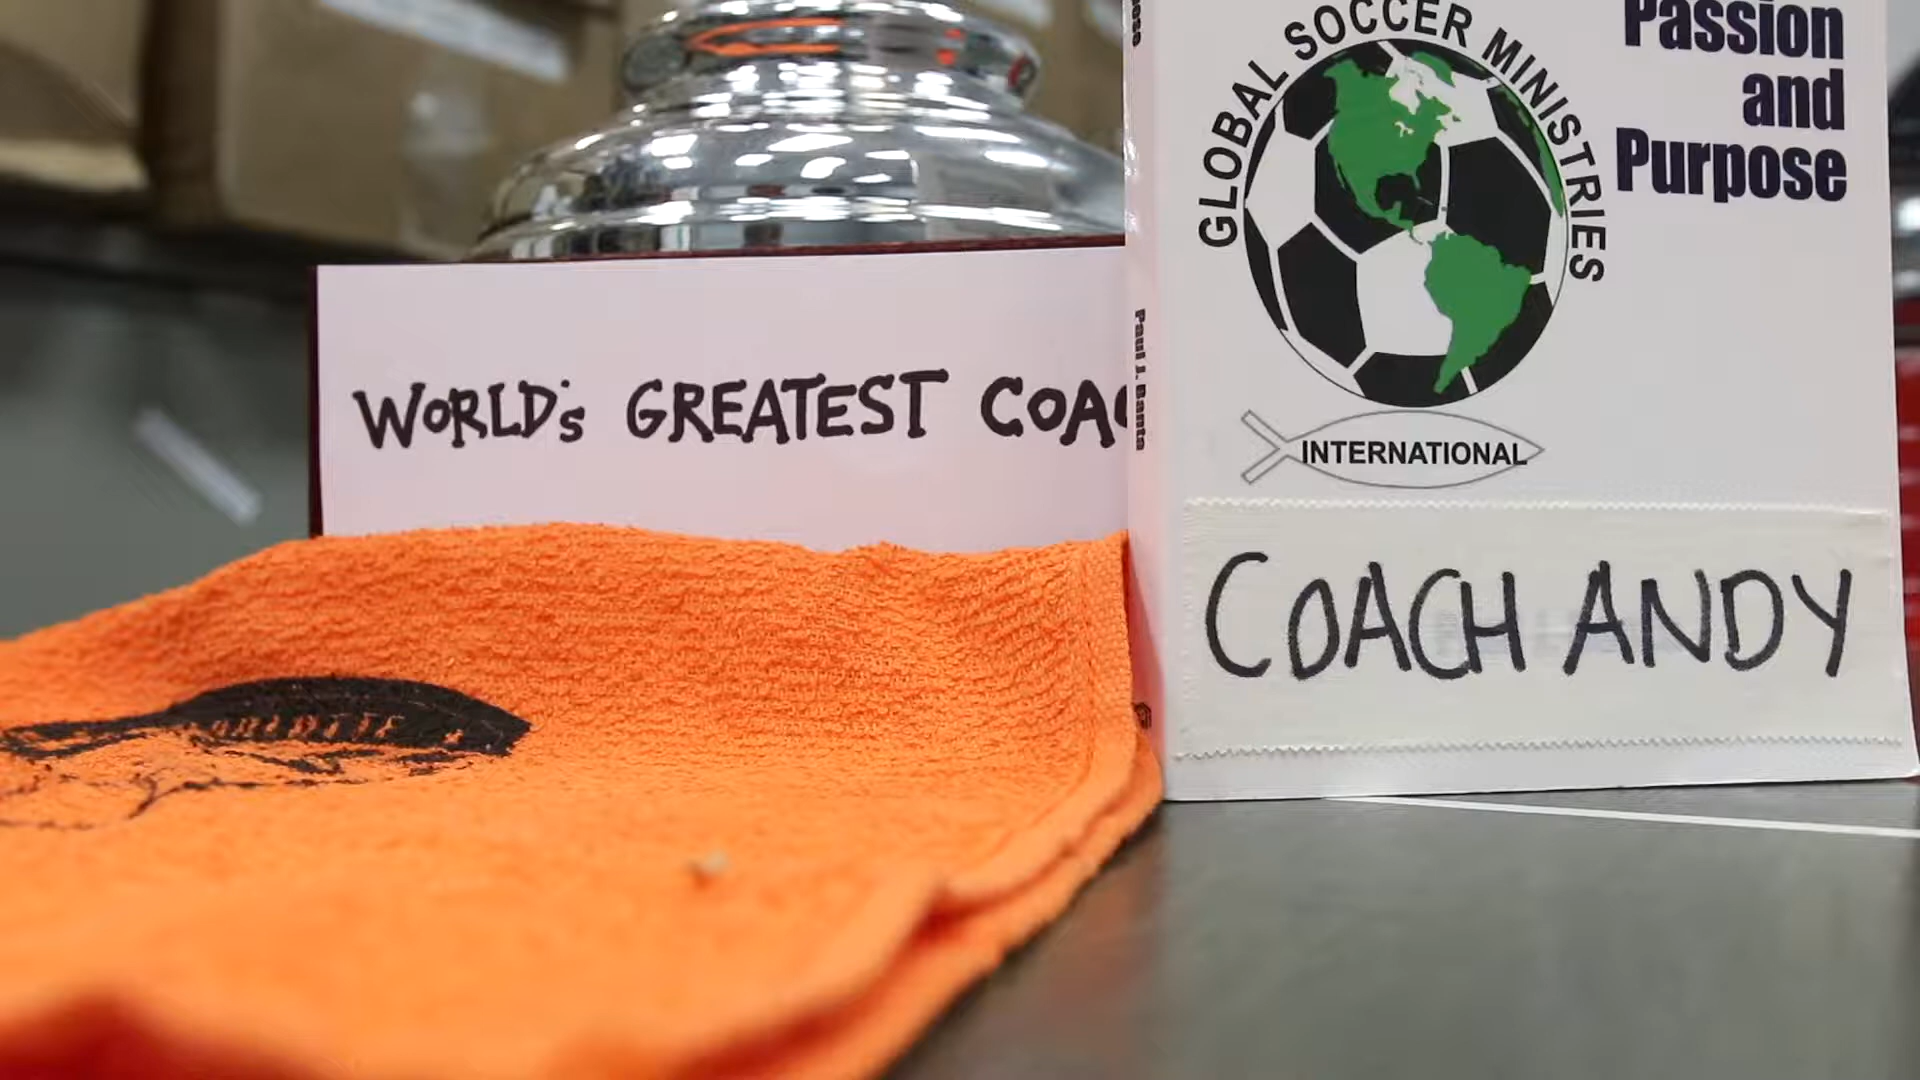 WORLD's GREATEST COAC
Paul J. Banta
GLOBAL SOCCER MINISTRIES
INTERNATIONAL
Passion
and
Purpose
COACH ANDY